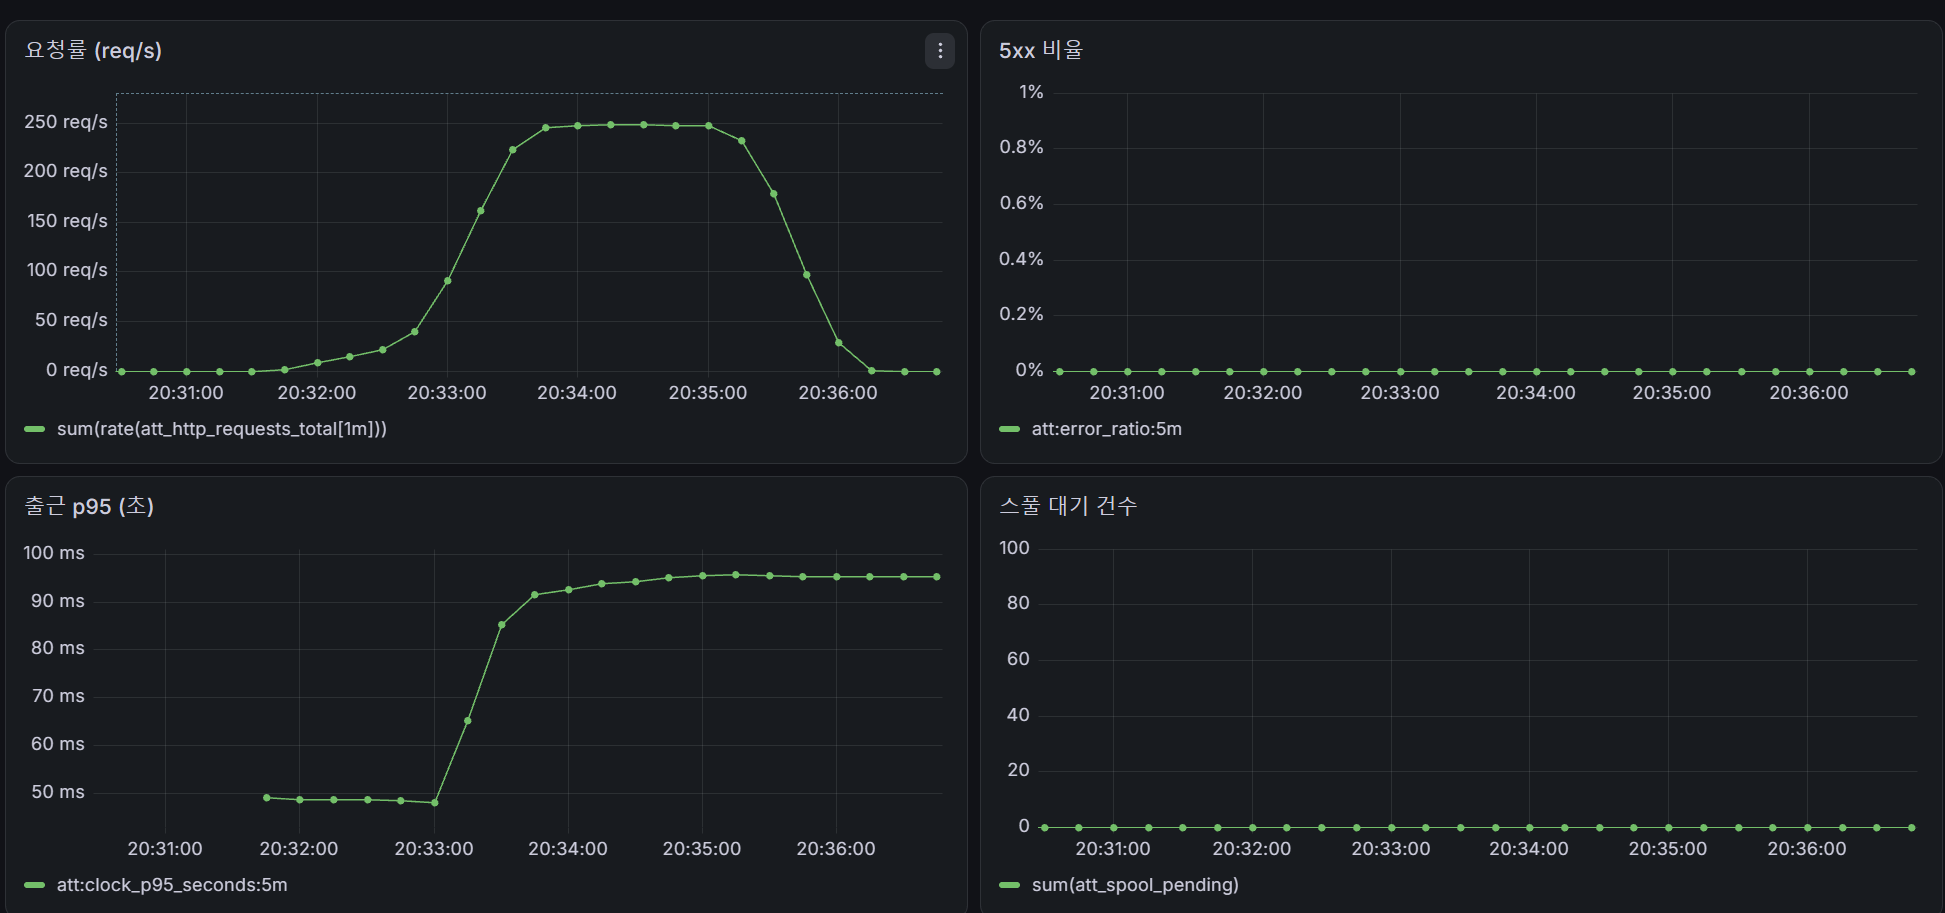 요청률 (req/s)
250 req/s
200 req/s
150 req/s
100 req/s
50 req/s
0 req/s
20:31:00 20:32:00 20:33:00 20:34:00 20:35:00 20:36:00
sum(rate(att_http_requests_total[1m]))
5xx 비율
1%
0.8%
0.6%
0.4%
0.2%
0%
20:31:00 20:32:00 20:33:00 20:34:00 20:35:00 20:36:00
att:error_ratio:5m
출근 p95 (초)
100 ms
90 ms
80 ms
70 ms
60 ms
50 ms
20:31:00 20:32:00 20:33:00 20:34:00 20:35:00 20:36:00
att:clock_p95_seconds:5m
스풀 대기 건수
100
80
60
40
20
0
20:31:00 20:32:00 20:33:00 20:34:00 20:35:00 20:36:00
sum(att_spool_pending)